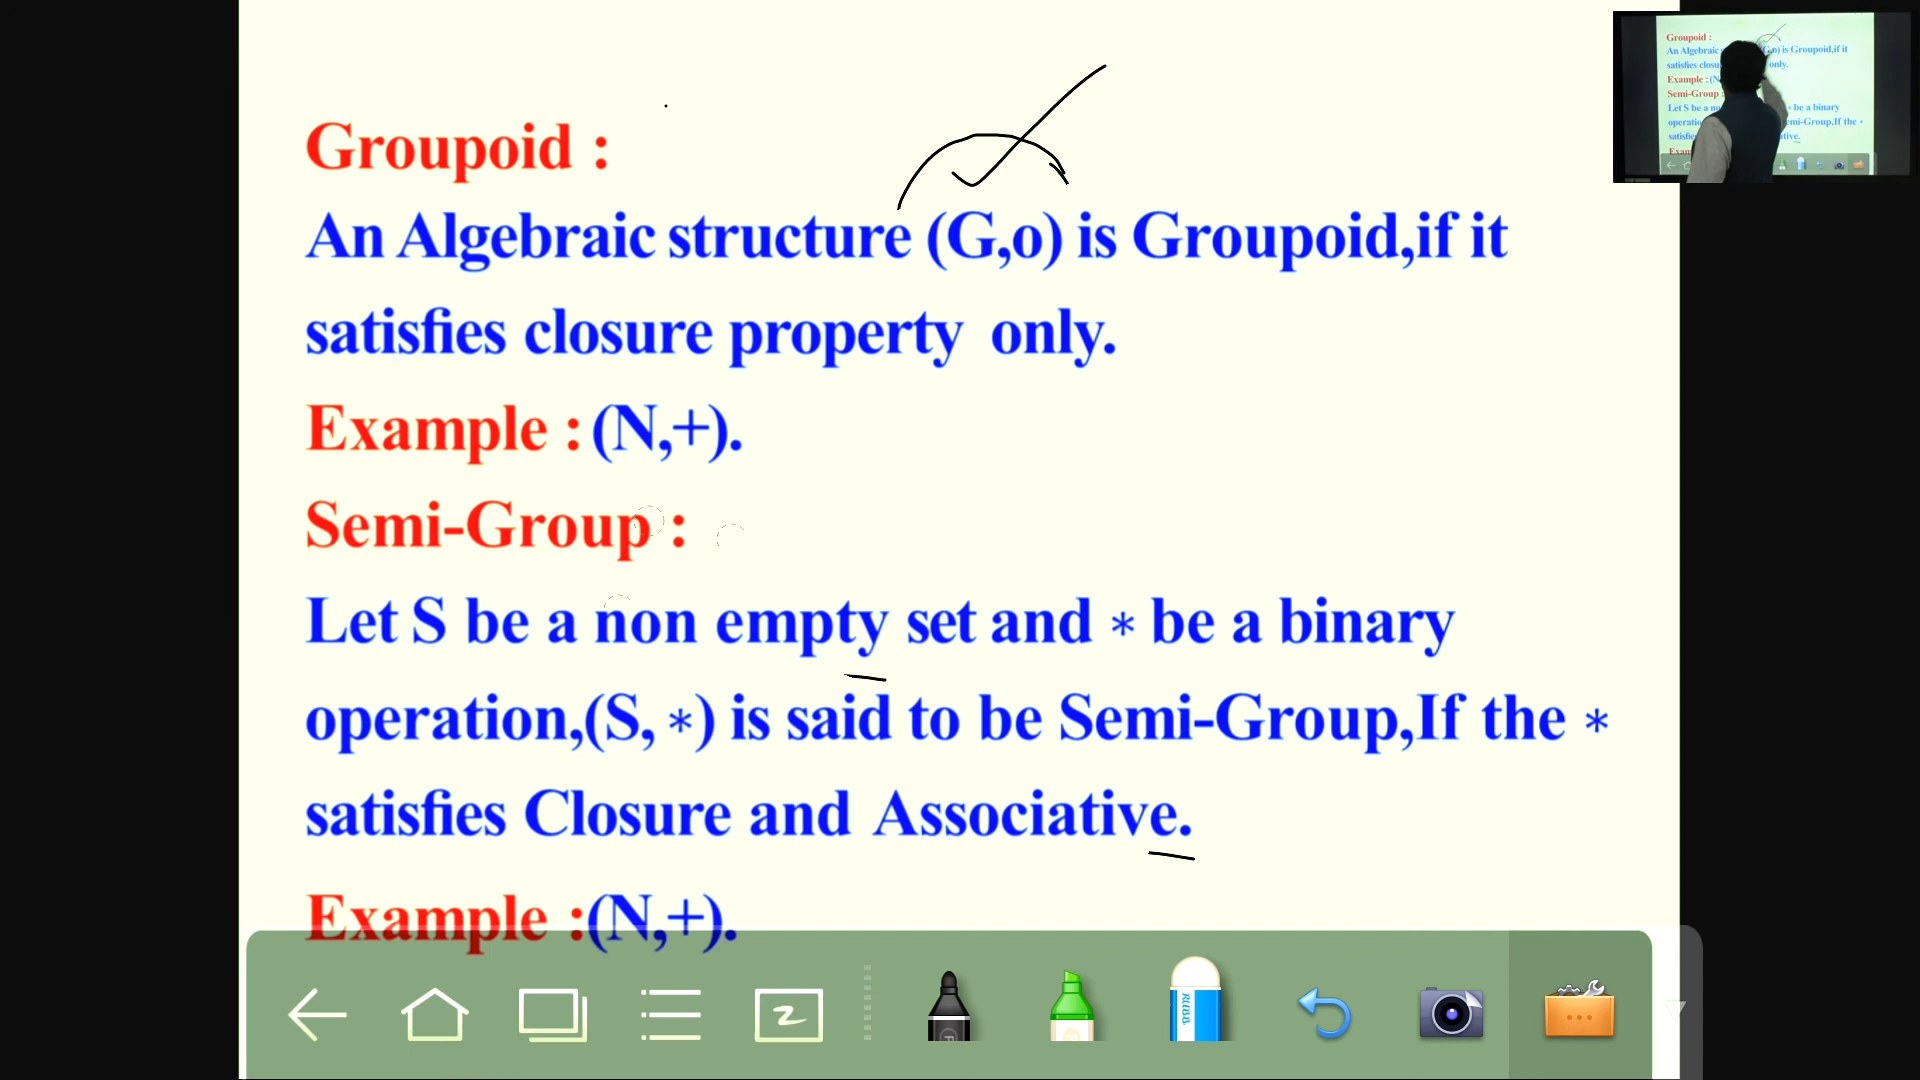 Groupoid :
An Algebraic structure (G,o) is Groupoid,if it
satisfies closure property only.
Example : (N,+).
Semi-Group :
Let S be a non empty set and ∗ be a binary
operation,(S, ∗) is said to be Semi-Group,If the ∗
satisfies Closure and Associative.
Example :(N,+).